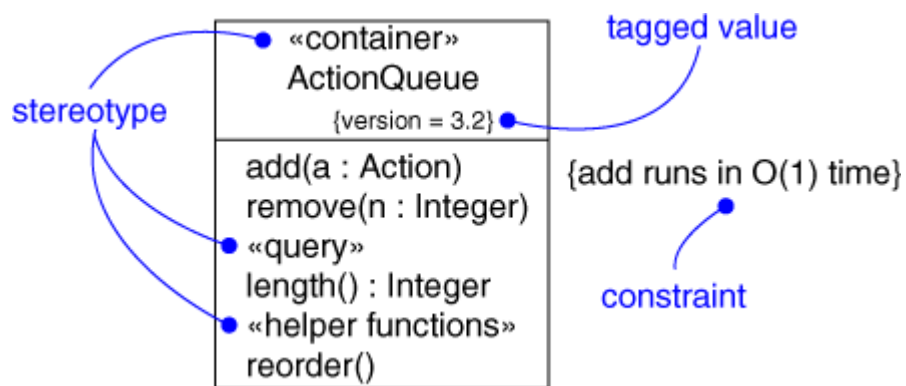 tagged value
«container»
ActionQueue
stereotype
{version = 3.2}
add(a : Action)
{add runs in O(1) time}
remove(n : Integer)
«query»
length() : Integer
constraint
«helper functions»
reorder()